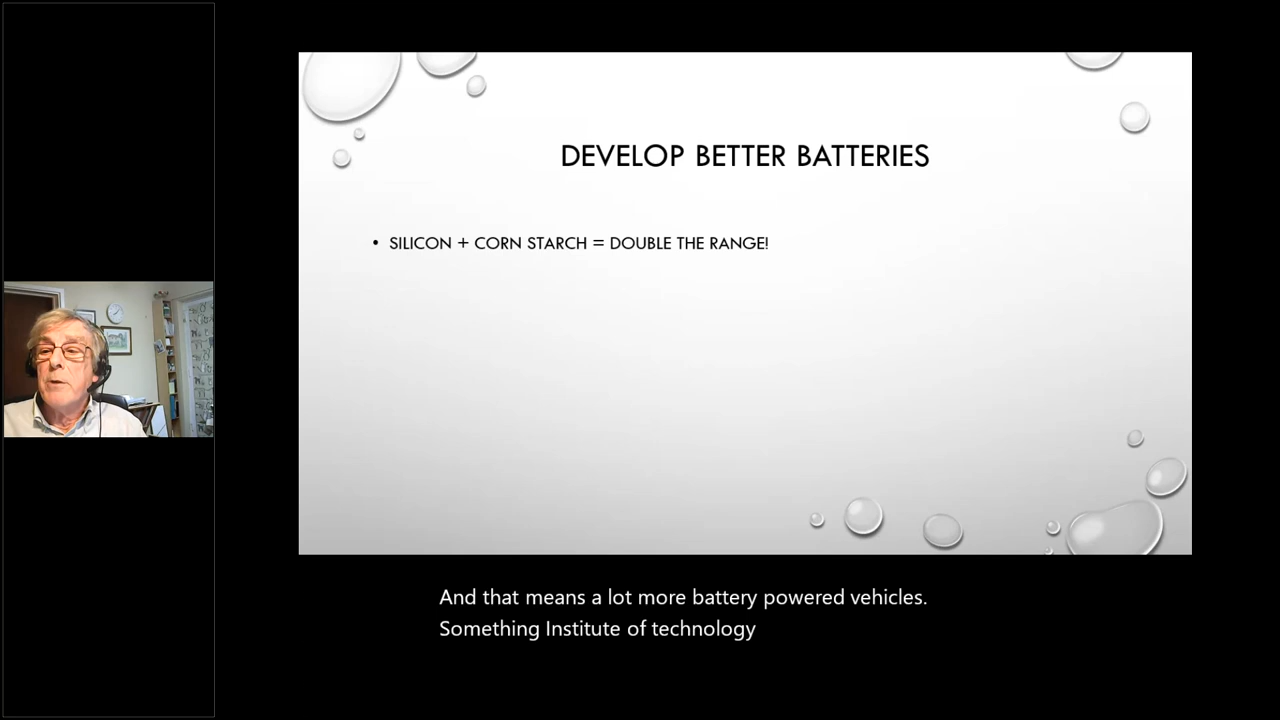 DEVELOP BETTER BATTERIES
• SILICON + CORN STARCH = DOUBLE THE RANGE!
And that means a lot more battery powered vehicles.
Something Institute of technology